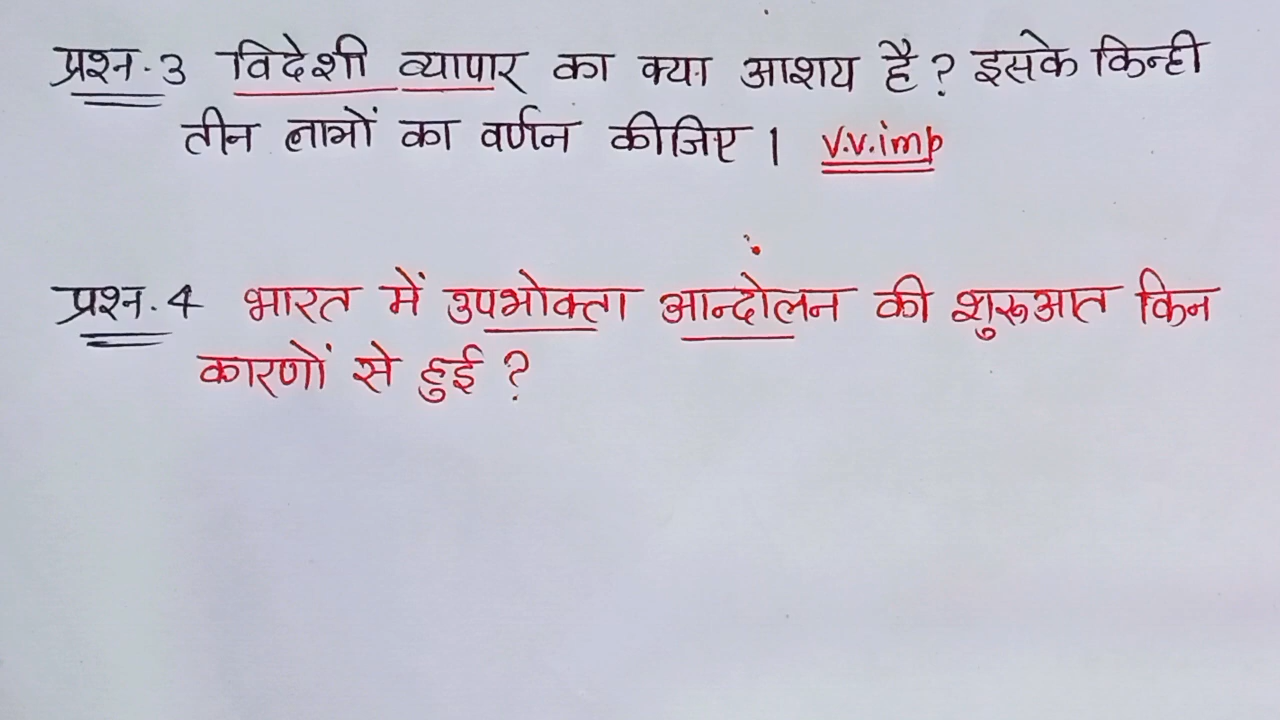 प्रश्न.3 विदेशी व्यापार का क्या आशय है? इसके किन्ही
तीन लाभों का वर्णन कीजिए। V.V.imp
प्रश्न.4 भारत में उपभोक्ता आन्दोलन की शुरूआत किन
कारणों से हुई?